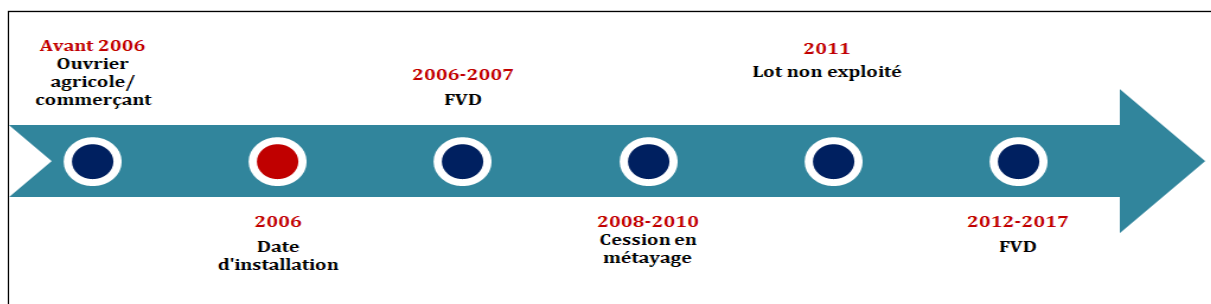 Avant 2006
Ouvrier
agricole/
commerçant
2006
Date
d'installation
2006-2007
FVD
2008-2010
Cession en
métayage
2011
Lot non exploité
2012-2017
FVD